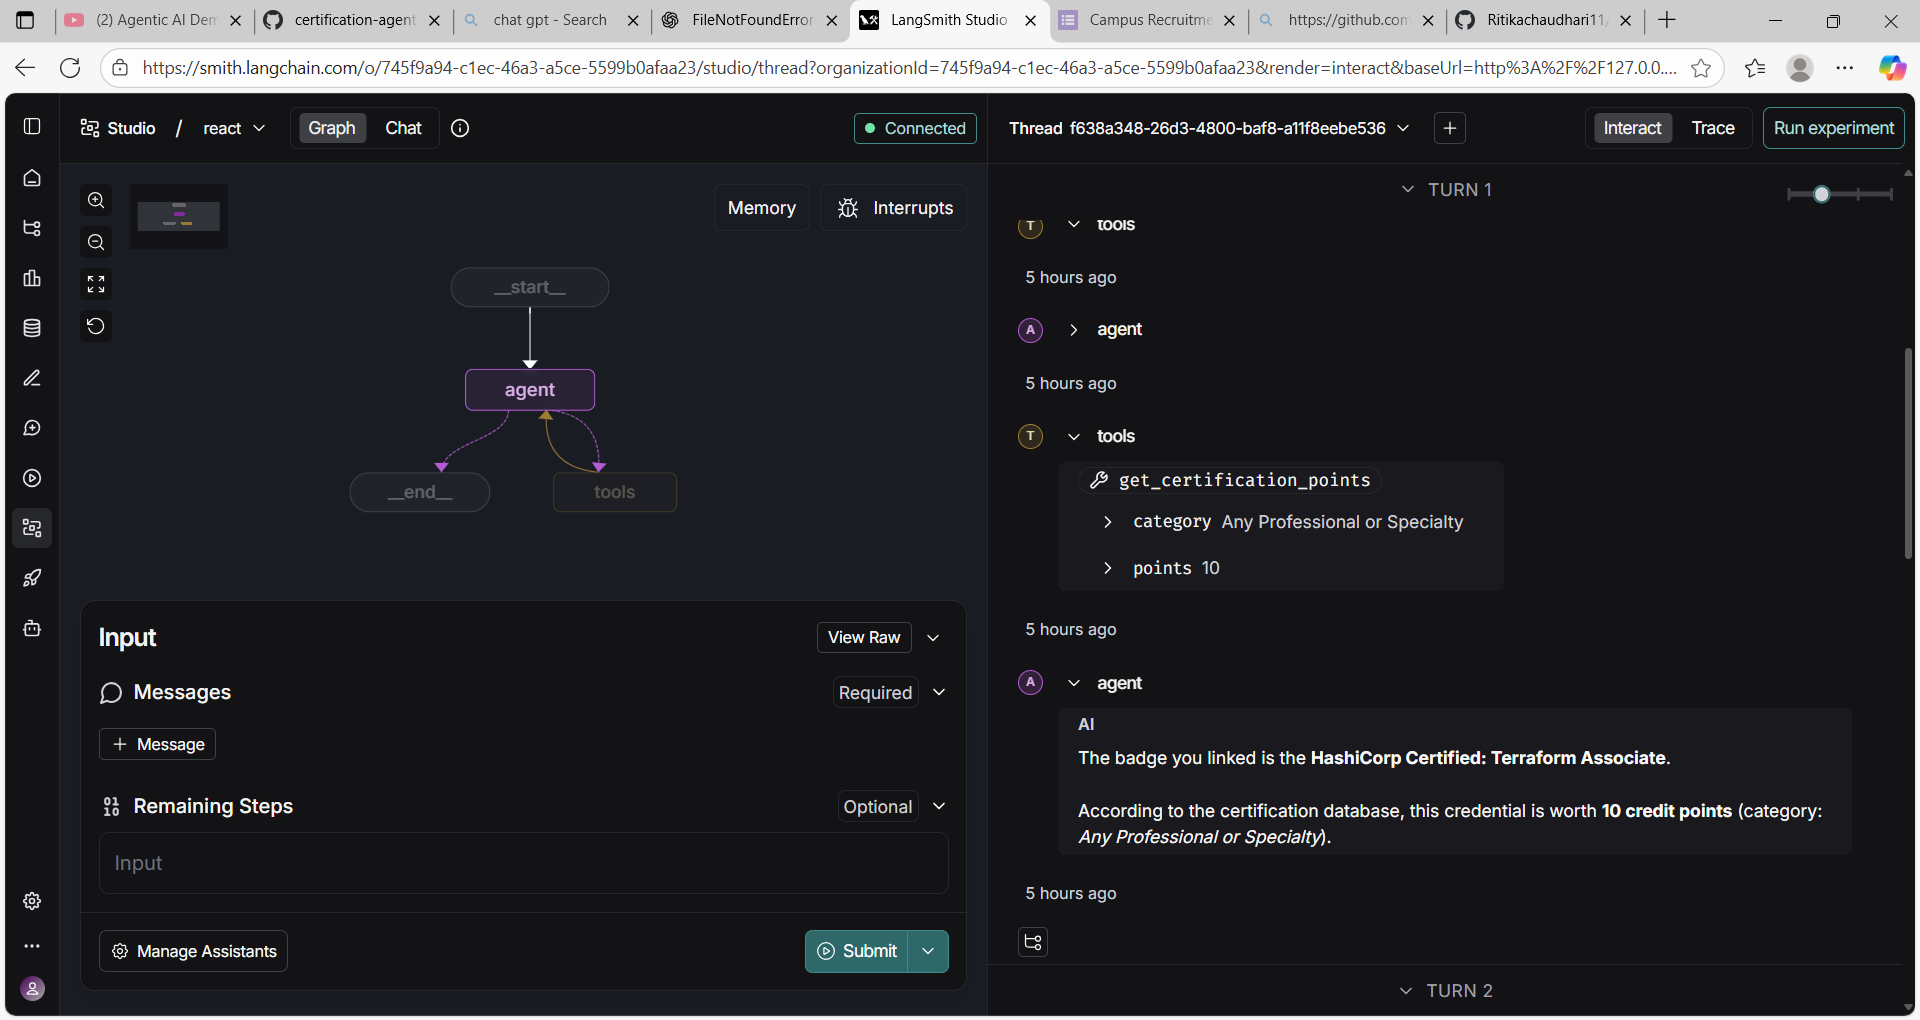 (2) Agentic AI Dem
certification-agent
chat gpt - Search
FileNotFoundError
LangSmith Studio
Campus Recruitme
https://github.com
Ritikachaudhari11/
https://smith.langchain.com/o/745f9a94-c1ec-46a3-a5ce-5599b0afaa23/studio/thread?organizationId=745f9a94-c1ec-46a3-a5ce-5599b0afaa23&render=interact&baseUrl=http%3A%2F%2F127.0.0....
Studio / react
Graph
Chat
Connected
Thread f638a348-26d3-4800-baf8-a11f8eebe536
Interact
Trace
Run experiment
Memory
Interrupts
__start__
agent
__end__
tools
Input
View Raw
Messages
Required
+ Message
Remaining Steps
Optional
Input
Manage Assistants
Submit
TURN 1
T
tools
5 hours ago
A
agent
5 hours ago
T
tools
get_certification_points
category Any Professional or Specialty
points 10
5 hours ago
A
agent
AI
The badge you linked is the HashiCorp Certified: Terraform Associate.
According to the certification database, this credential is worth 10 credit points (category:
Any Professional or Specialty).
5 hours ago
TURN 2